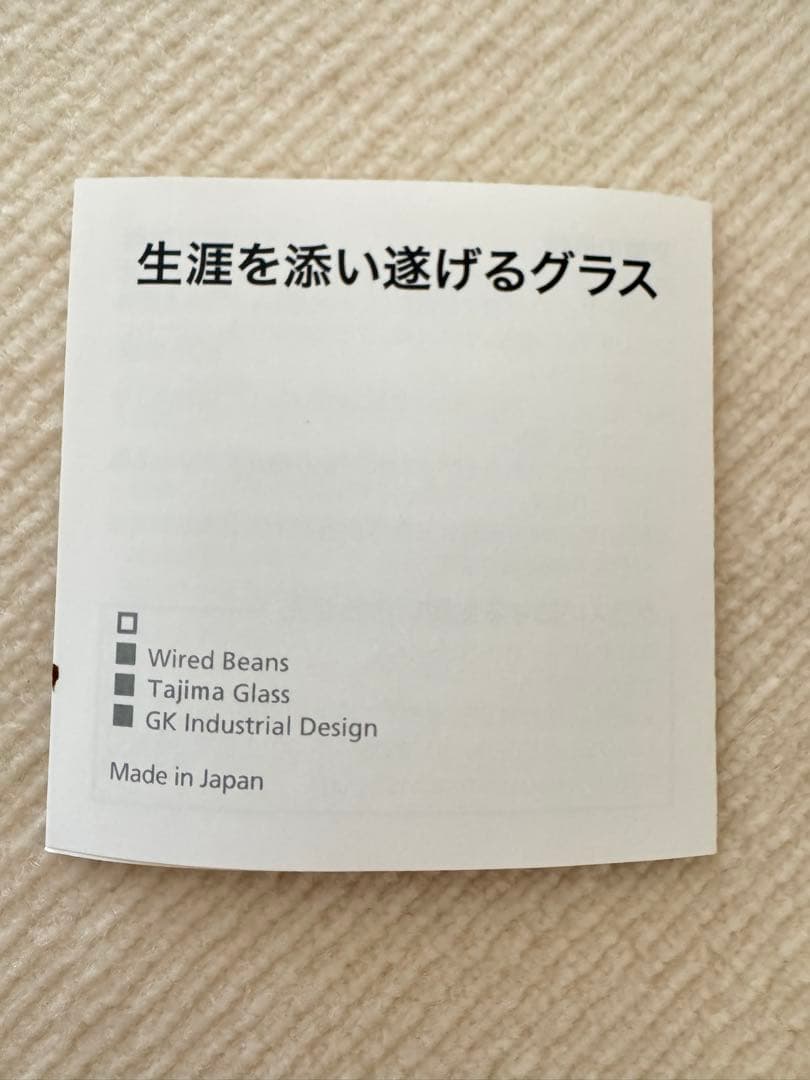 生涯を添い遂げるグラス
Wired Beans
Tajima Glass
GK Industrial Design
Made in Japan